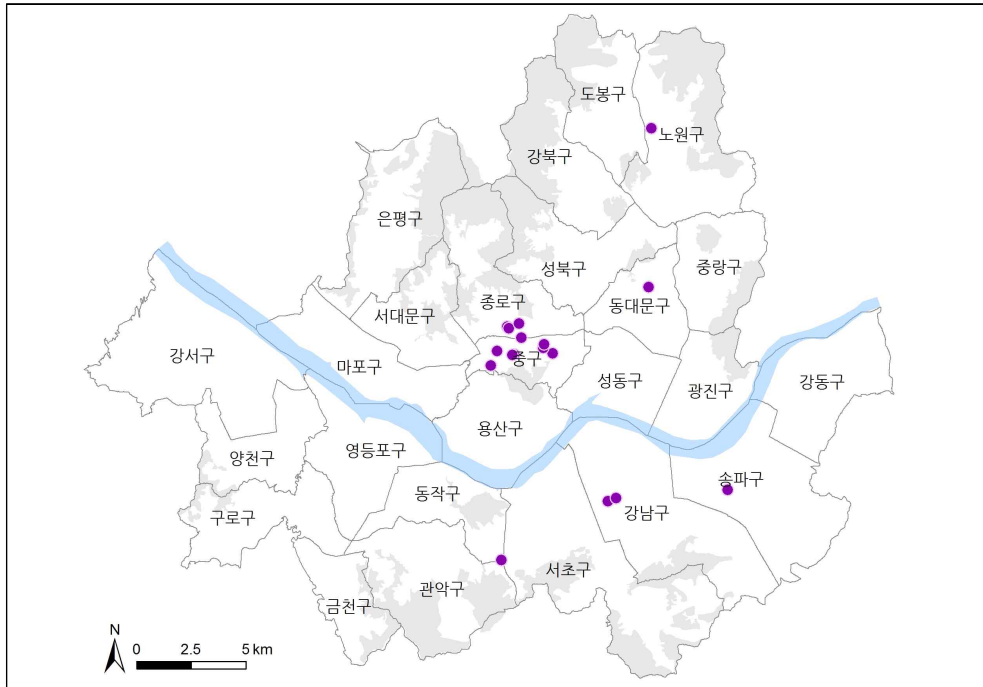 도봉구
노원구
강북구
은평구
중랑구
성북구
종로구
동대문구
서대문구
강서구
마포구
중구
성동구
광진구
강동구
용산구
영등포구
양천구
송파구
동작구
강남구
구로구
서초구
관악구
금천구
N
0 2.5 5 km